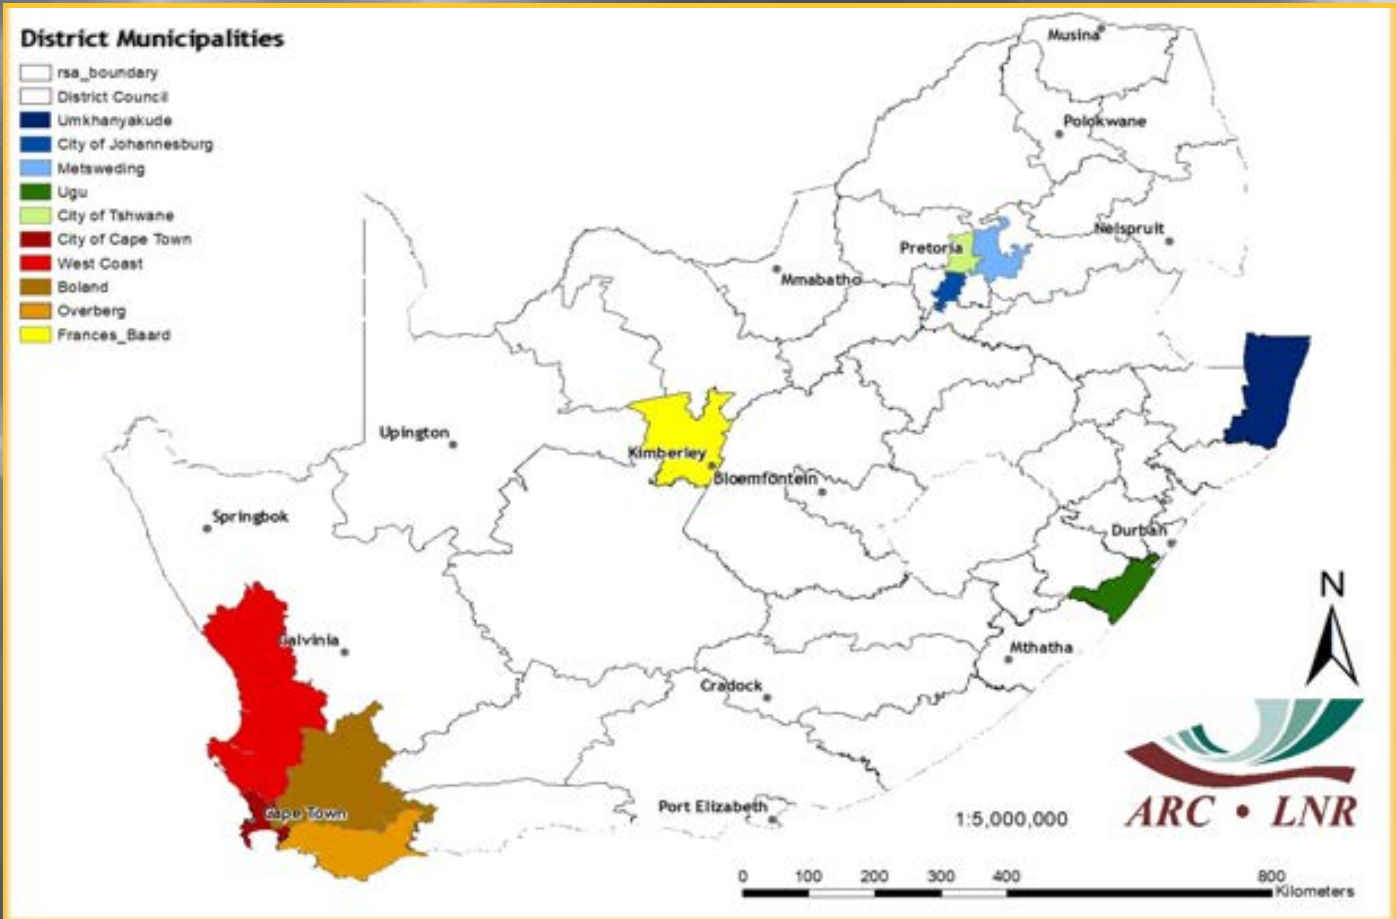 District Municipalities
rsa_boundary
District Council
Umkhanyakude
City of Johannesburg
Metsweding
Ugu
City of Tshwane
City of Cape Town
West Coast
Boland
Overberg
Frances_Baard
Musina
Polokwane
Nelspruit
Pretoria
Mmabatho
Upington
Kimberley
Bloemfontein
Springbok
Durban
N
Calvinia
Mthatha
Cradock
Cape Town
Port Elizabeth
1:5,000,000
ARC • LNR
0 100 200 300 400 800
Kilometers